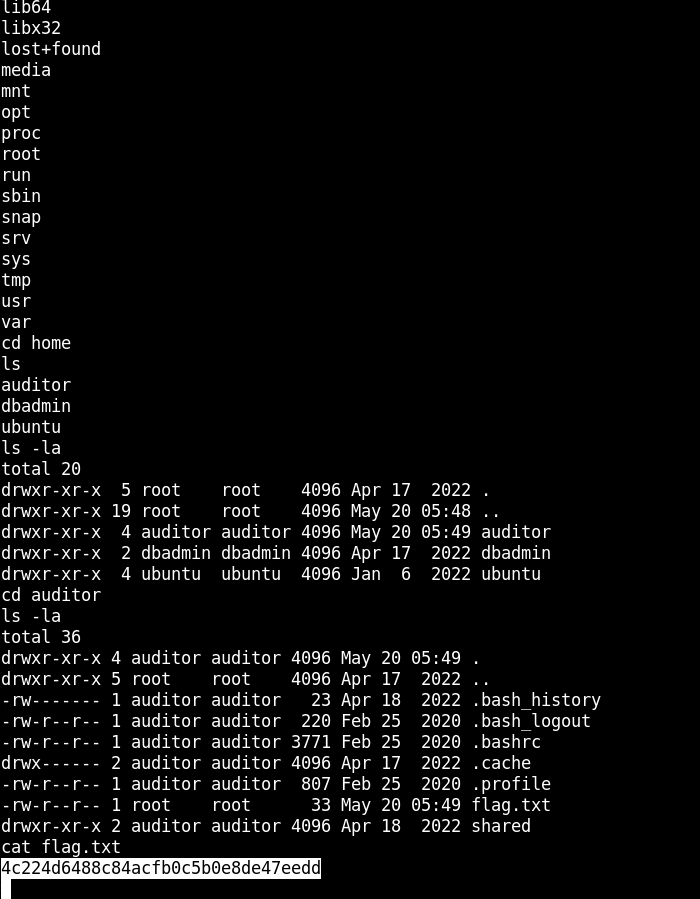 lib64
libx32
lost+found
media
mnt
opt
proc
root
run
sbin
snap
srv
sys
tmp
usr
var
cd home
ls
auditor
dbadmin
ubuntu
ls -la
total 20
drwxr-xr-x  5 root    root    4096 Apr 17  2022 .
drwxr-xr-x 19 root    root    4096 May 20 05:48 ..
drwxr-xr-x  4 auditor auditor 4096 May 20 05:49 auditor
drwxr-xr-x  2 dbadmin dbadmin 4096 Apr 17  2022 dbadmin
drwxr-xr-x  4 ubuntu  ubuntu  4096 Jan  6  2022 ubuntu
cd auditor
ls -la
total 36
drwxr-xr-x 4 auditor auditor 4096 May 20 05:49 .
drwxr-xr-x 5 root    root    4096 Apr 17  2022 ..
-rw------- 1 auditor auditor   23 Apr 18  2022 .bash_history
-rw-r--r-- 1 auditor auditor  220 Feb 25  2020 .bash_logout
-rw-r--r-- 1 auditor auditor 3771 Feb 25  2020 .bashrc
drwx------ 2 auditor auditor 4096 Apr 17  2022 .cache
-rw-r--r-- 1 auditor auditor  807 Feb 25  2020 .profile
-rw-r--r-- 1 root    root      33 May 20 05:49 flag.txt
drwxr-xr-x 2 auditor auditor 4096 Apr 18  2022 shared
cat flag.txt
4c224d6488c84acfb0c5b0e8de47eedd